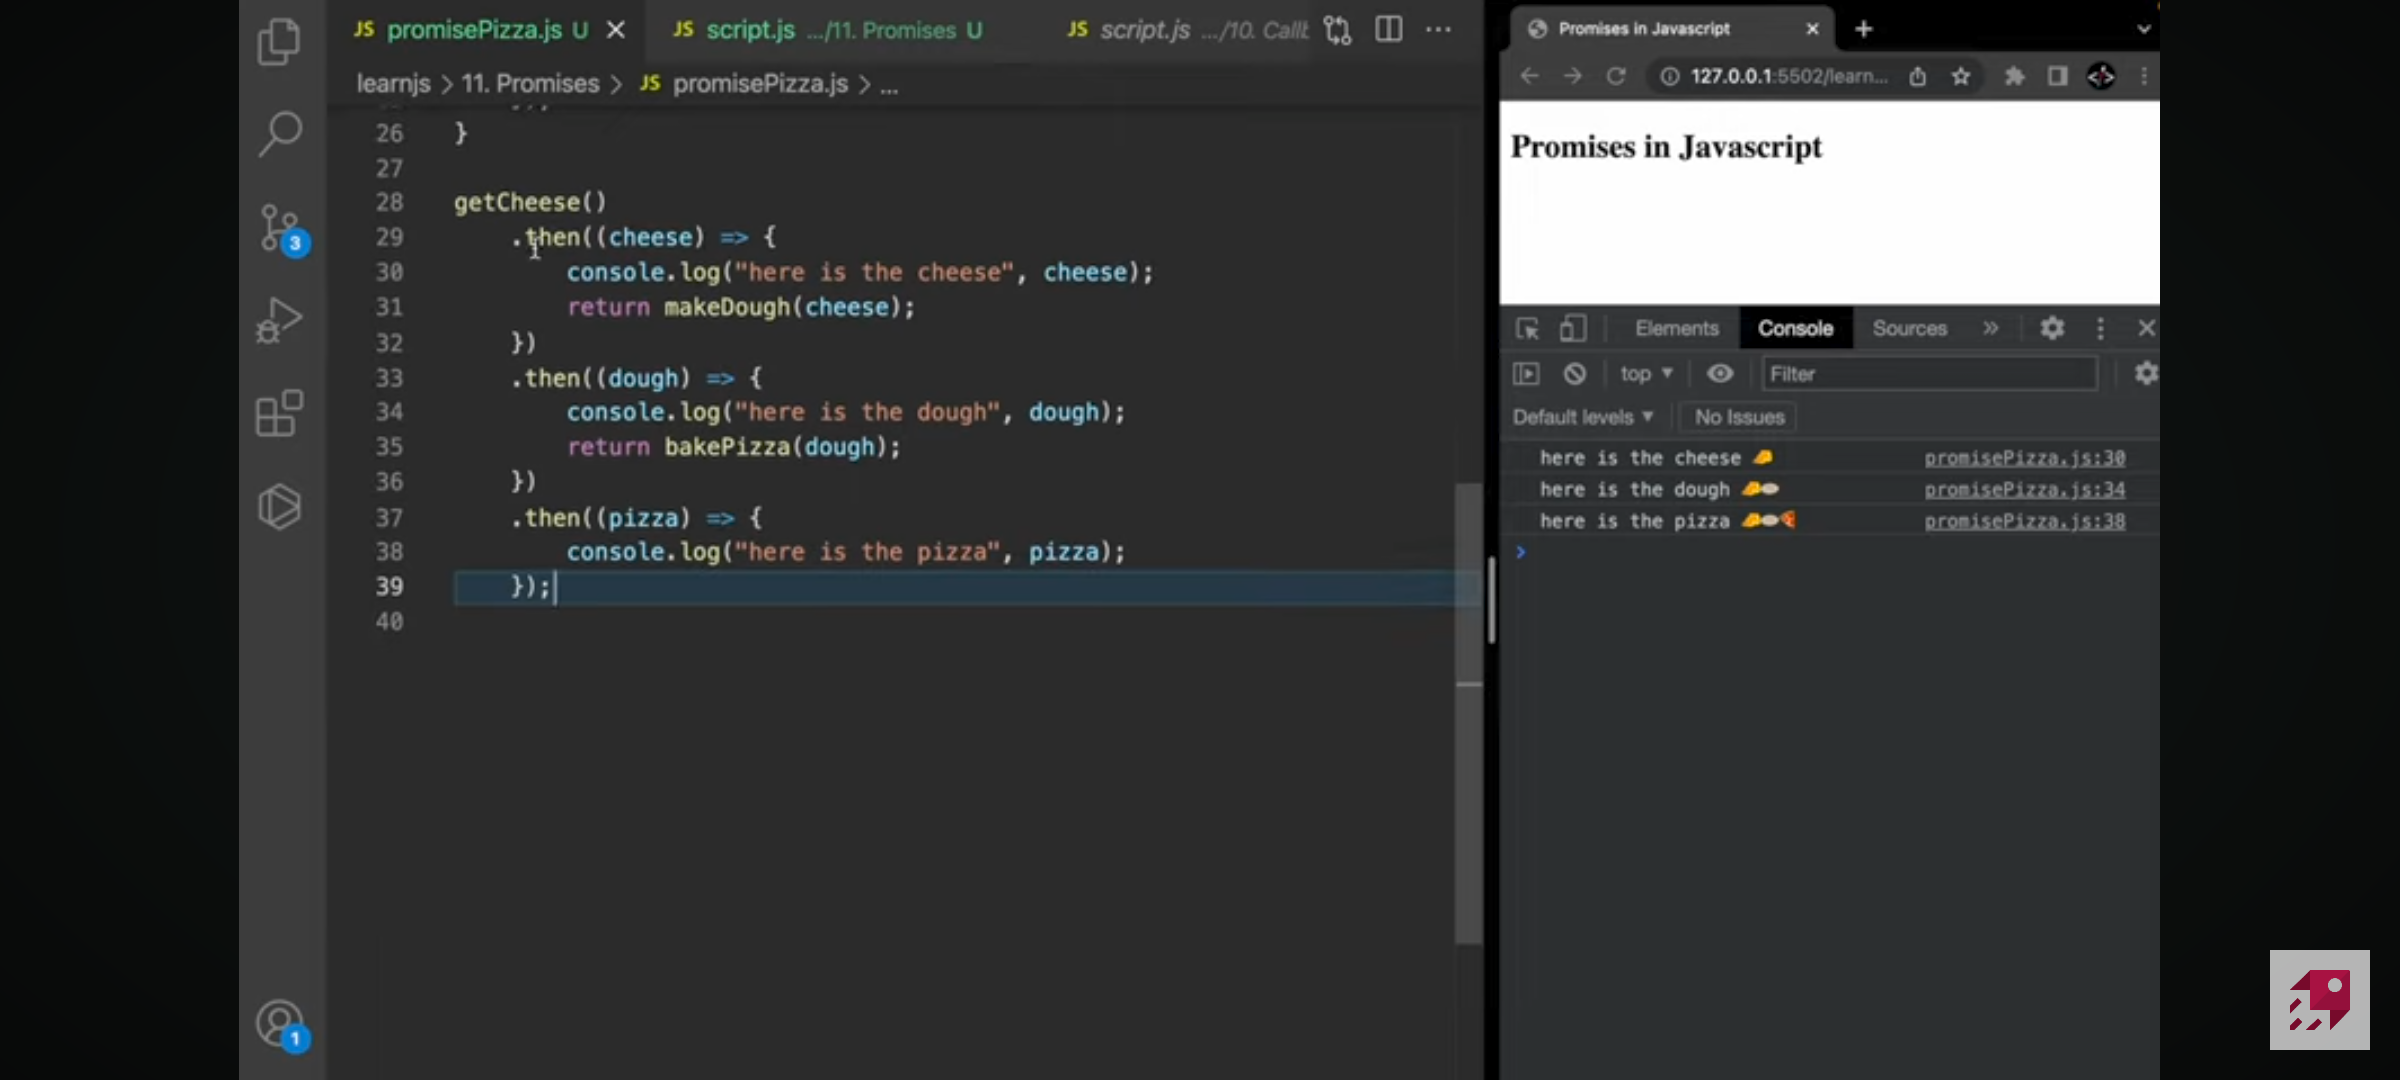 JS promisePizza.js U
JS script.js .../11. Promises U
JS script.js .../10. Callb
learnjs > 11. Promises > JS promisePizza.js > ...
26 }
27
28 getCheese()
29 .then((cheese) => {
30 console.log("here is the cheese", cheese);
31 return makeDough(cheese);
32 })
33 .then((dough) => {
34 console.log("here is the dough", dough);
35 return bakePizza(dough);
36 })
37 .then((pizza) => {
38 console.log("here is the pizza", pizza);
39 });
40
3
1
Promises in Javascript
127.0.0.1:5502/learn...
Promises in Javascript
Elements Console Sources »
top Filter
Default levels No Issues
here is the cheese 🧀 promisePizza.js:30
here is the dough 🧀🫓 promisePizza.js:34
here is the pizza 🧀🫓🍕 promisePizza.js:38
>